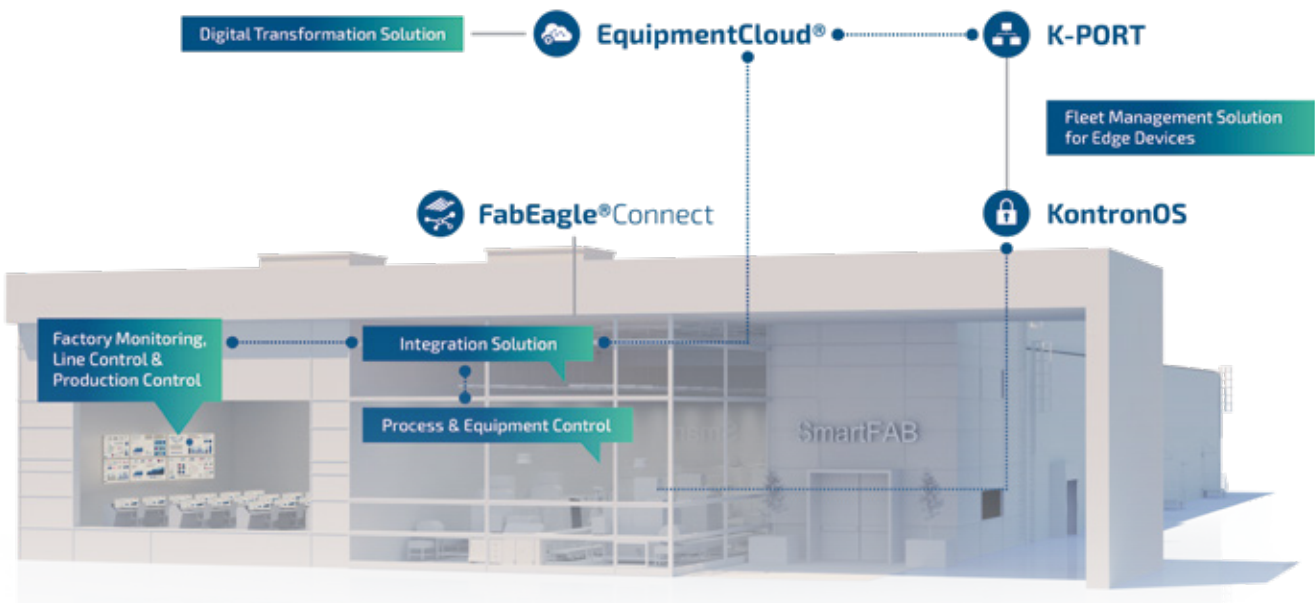 Digital Transformation Solution
EquipmentCloud®
K-PORT
Fleet Management Solution
for Edge Devices
FabEagle®Connect
KontronOS
Factory Monitoring,
Line Control &
Production Control
Integration Solution
Process & Equipment Control
SmartFAB